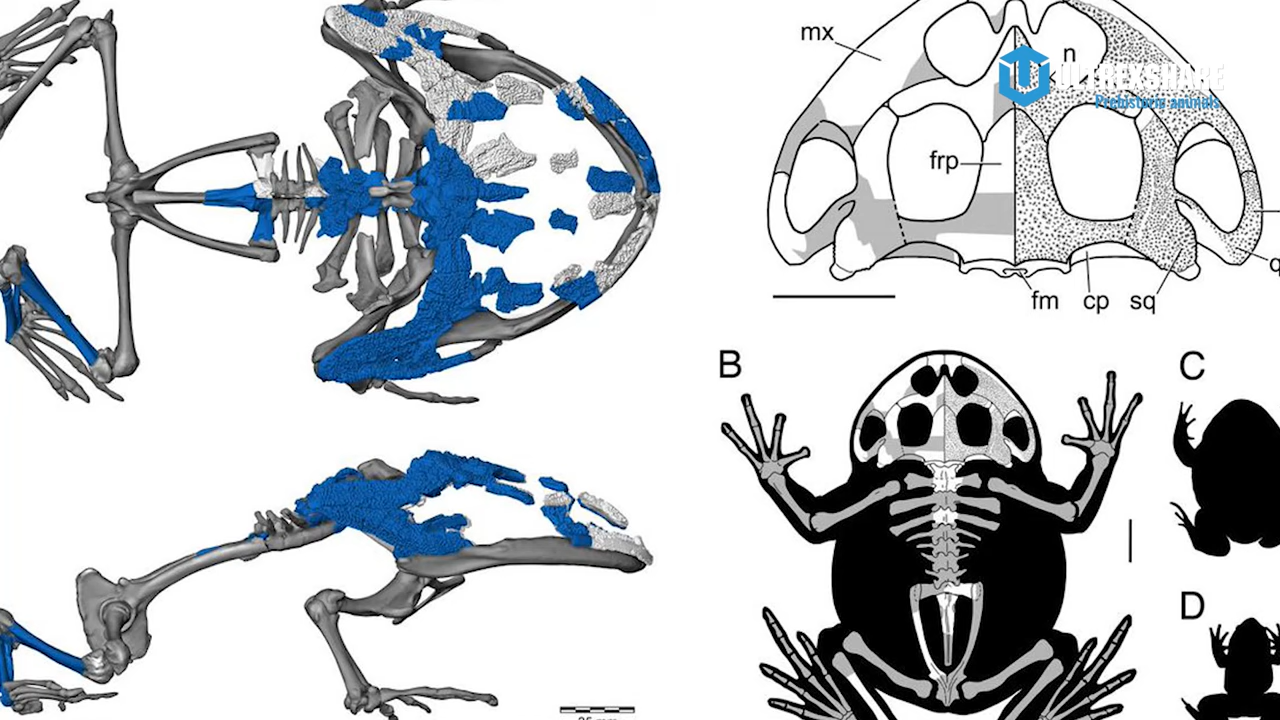 mx
n
ULTREXSHARE
Prehistoric animals
frp
fm
cp
sq
B
C
D